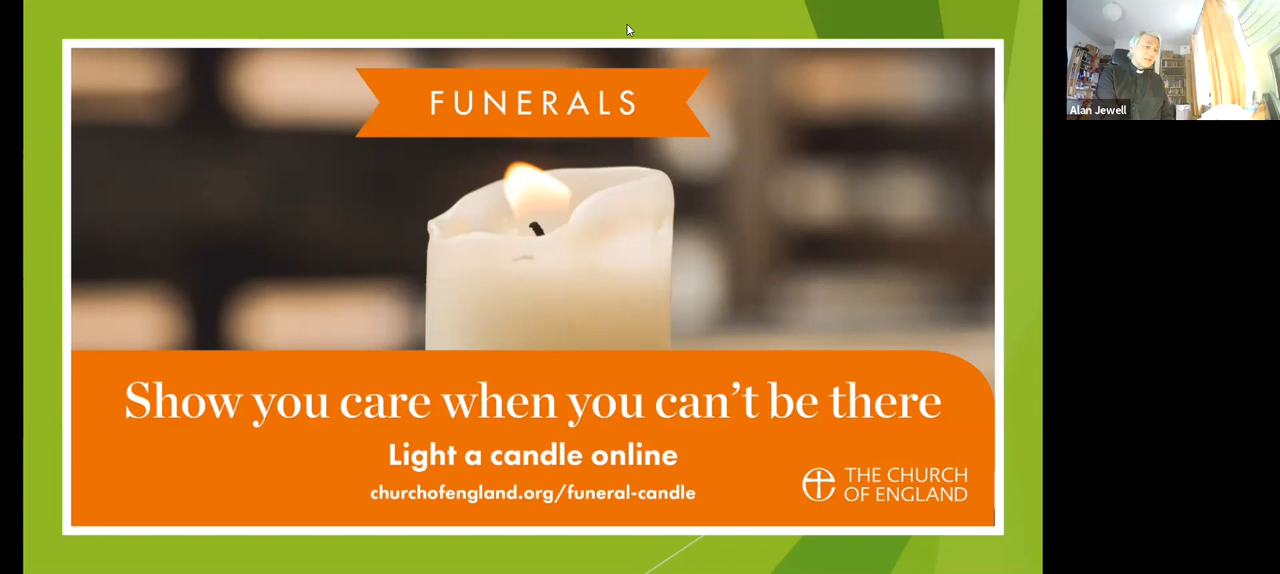 FUNERALS
Show you care when you can't be there
Light a candle online
churchofengland.org/funeral-candle
THE CHURCH
OF ENGLAND
Alan Jewell